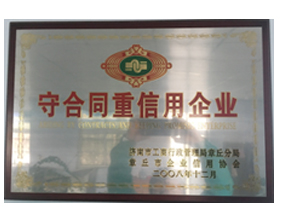 守合同重信用企业
济南市工商行政管理局章丘分局
章丘市企业信用协会
二〇〇八年十二月